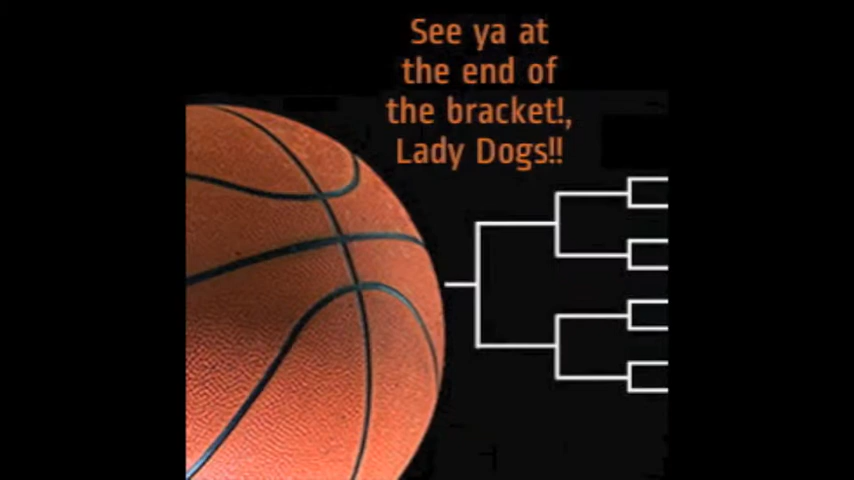 See ya at
the end of
the bracket!,
Lady Dogs!!